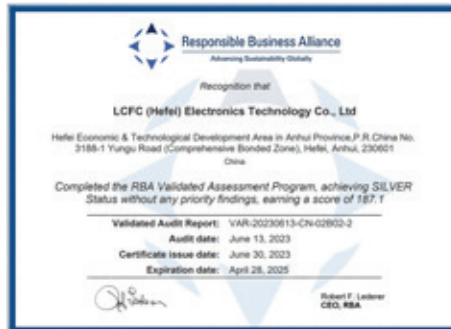 Responsible Business Alliance
Advancing Sustainability Globally
Recognition that
LCFC (Hefei) Electronics Technology Co., Ltd
Hefei Economic & Technological Development Area in Anhui Province,P.R.China No.
3188-1 Yungu Road (Comprehensive Bonded Zone), Hefei, Anhui, 230601
China
Completed the RBA Validated Assessment Program, achieving SILVER
Status without any priority findings, earning a score of 187.1
Validated Audit Report: VAR-20230613-CN-02B02-2
Audit date: June 13, 2023
Certificate issue date: June 30, 2023
Expiration date: April 28, 2025
Robert F. Lederer
CEO, RBA